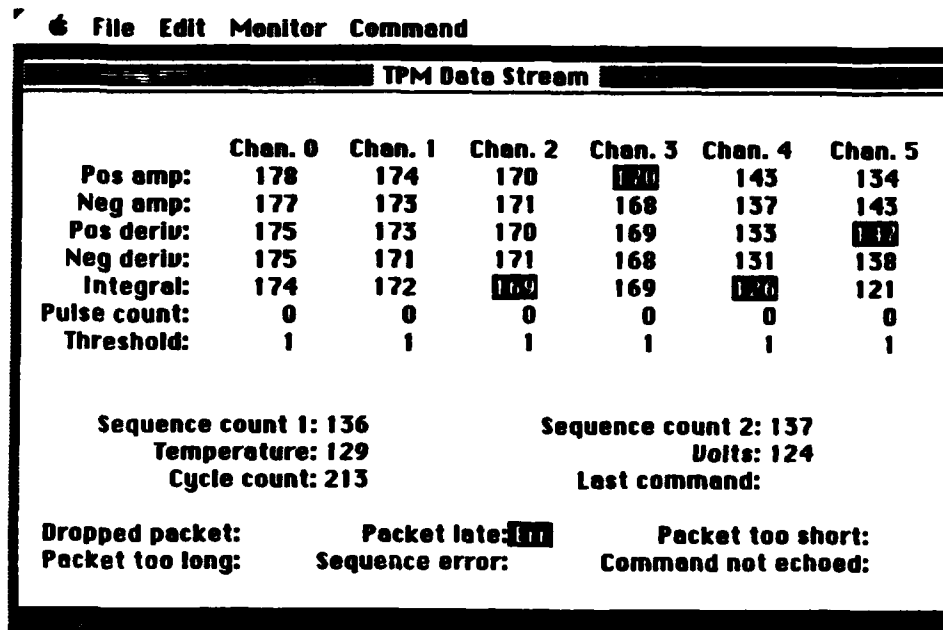 File Edit Monitor Command
TPM Data Stream
Chan. 0 Chan. 1 Chan. 2 Chan. 3 Chan. 4 Chan. 5
Pos amp: 178 174 170 170 143 134
Neg amp: 177 173 171 168 137 143
Pos deriv: 175 173 170 169 133
Neg deriv: 175 171 171 168 131 138
Integral: 174 172 169 169 126 121
Pulse count: 0 0 0 0 0 0
Threshold: 1 1 1 1 1 1
Sequence count 1: 136 Sequence count 2: 137
Temperature: 129 Volts: 124
Cycle count: 213 Last command:
Dropped packet: Packet late: Err Packet too short:
Packet too long: Sequence error: Command not echoed: